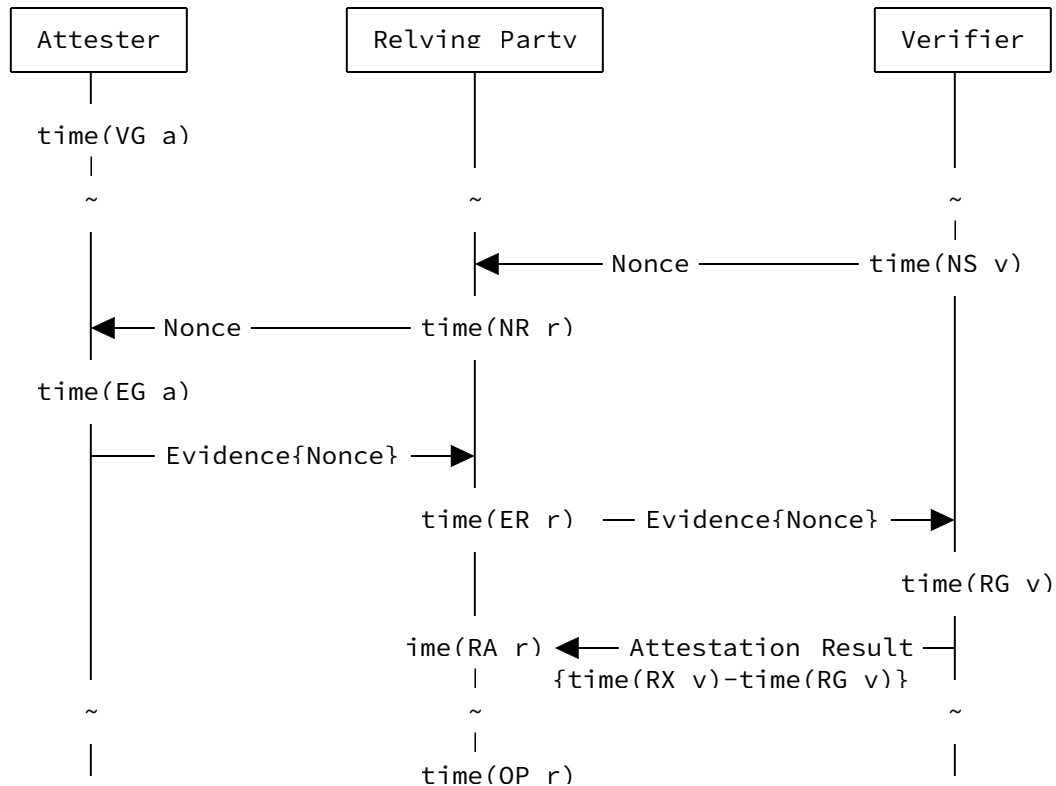 Attester Relying Party Verifier
time(VG a)
~ ~ ~
Nonce time(NS v)
Nonce time(NR r)
time(EG a)
Evidence{Nonce}
time(ER r) Evidence{Nonce}
time(RG v)
ime(RA r) Attestation Result
{time(RX v)-time(RG v)}
~ ~ ~
time(OP r)